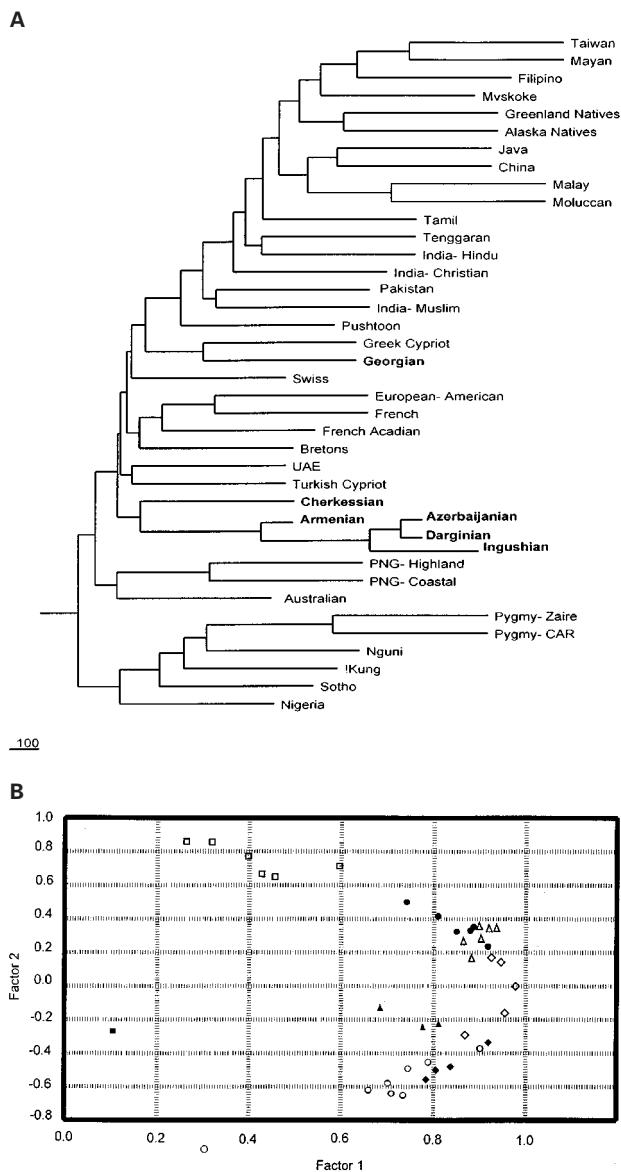 A
Taiwan
Mayan
Filipino
Mvskoke
Greenland Natives
Alaska Natives
Java
China
Malay
Moluccan
Tamil
Tenggaran
India- Hindu
India- Christian
Pakistan
India- Muslim
Pushtoon
Greek Cypriot
Georgian
Swiss
European- American
French
French Acadian
Bretons
UAE
Turkish Cypriot
Cherkessian
Armenian
Azerbaijanian
Darginian
Ingushian
PNG- Highland
PNG- Coastal
Australian
Pygmy- Zaire
Pygmy- CAR
Nguni
!Kung
Sotho
Nigeria
100
B
1.0
0.8
0.6
0.4
0.2
0.0
-0.2
-0.4
-0.6
-0.8
Factor 2
0.0 0.2 0.4 0.6 0.8 1.0
Factor 1